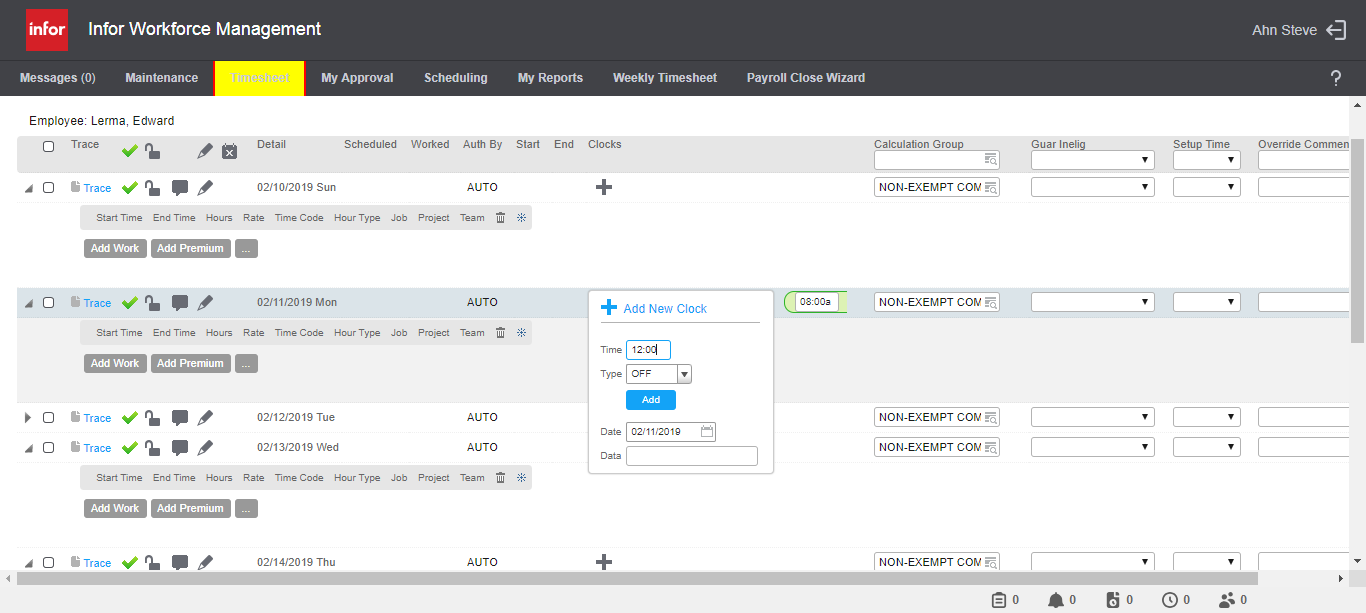 infor Infor Workforce Management Ahn Steve
Messages (0) Maintenance Timesheet My Approval Scheduling My Reports Weekly Timesheet Payroll Close Wizard ?
Employee: Lerma, Edward
Trace Detail Scheduled Worked Auth By Start End Clocks Calculation Group Guar Inelig Setup Time Override Commen
Trace 02/10/2019 Sun AUTO NON-EXEMPT COM
Start Time End Time Hours Rate Time Code Hour Type Job Project Team
Add Work Add Premium ...
Trace 02/11/2019 Mon AUTO 08:00a NON-EXEMPT COM
Start Time End Time Hours Rate Time Code Hour Type Job Project Team
Add Work Add Premium ...
Add New Clock
Time 12:00
Type OFF
Add
Date 02/11/2019
Data
Trace 02/12/2019 Tue AUTO NON-EXEMPT COM
Trace 02/13/2019 Wed AUTO NON-EXEMPT COM
Start Time End Time Hours Rate Time Code Hour Type Job Project Team
Add Work Add Premium ...
Trace 02/14/2019 Thu AUTO NON-EXEMPT COM
0 0 0 0 0